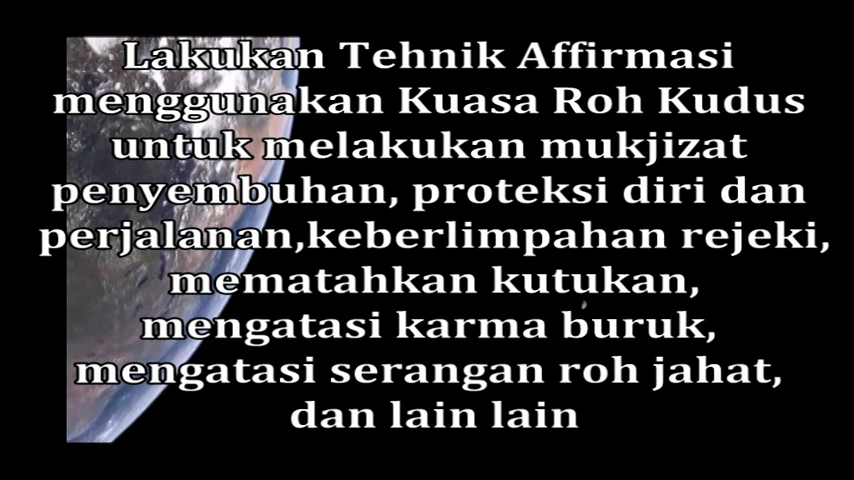 Lakukan Tehnik Affirmasi
menggunakan Kuasa Roh Kudus
untuk melakukan mukjizat
penyembuhan, proteksi diri dan
perjalanan,keberlimpahan rejeki,
mematahkan kutukan,
mengatasi karma buruk,
mengatasi serangan roh jahat,
dan lain lain